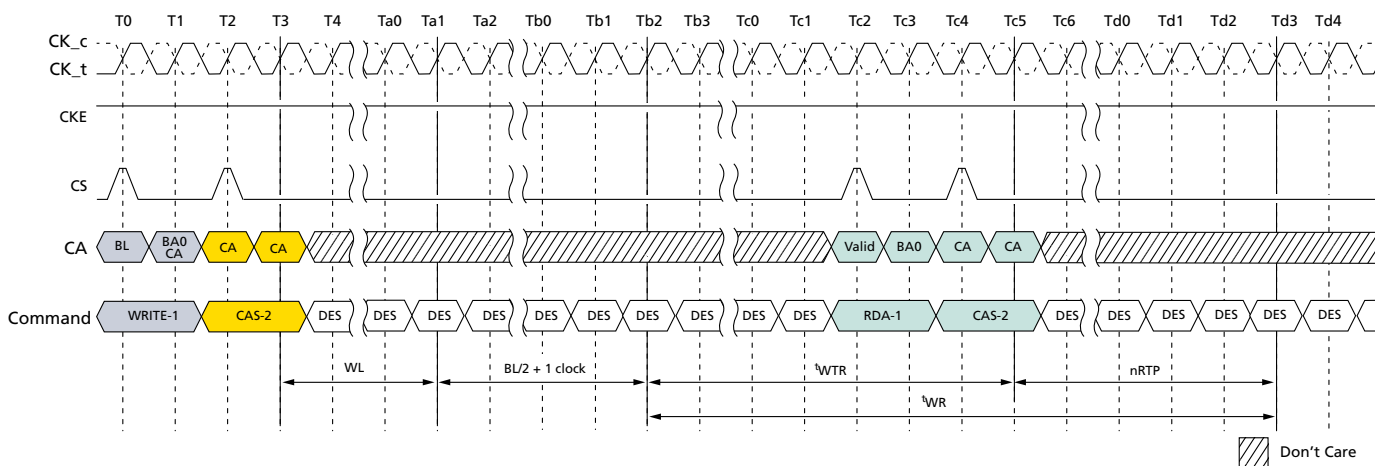 T0 T1 T2 T3 T4 Ta0 Ta1 Ta2 Tb0 Tb1 Tb2 Tb3 Tc0 Tc1 Tc2 Tc3 Tc4 Tc5 Tc6 Td0 Td1 Td2 Td3 Td4
CK_c
CK_t
CKE
CS
CA BL BA0 CA CA CA Valid BA0 CA CA
Command WRITE-1 CAS-2 DES DES DES DES DES DES DES DES DES DES RDA-1 CAS-2 DES DES DES DES DES DES
WL BL/2 + 1 clock tWTR nRTP
tWR
Don't Care